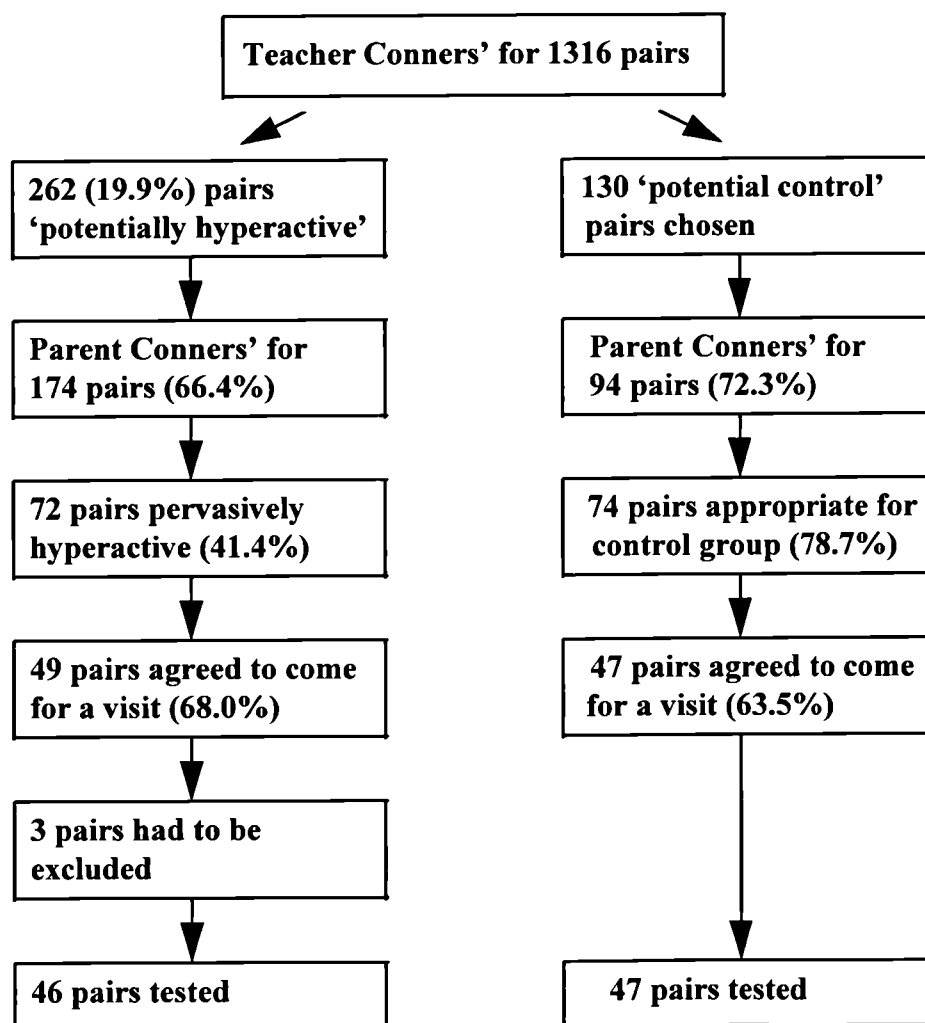 Teacher Conners’ for 1316 pairs
262 (19.9%) pairs
‘potentially hyperactive’
130 ‘potential control’
pairs chosen
Parent Conners’ for
174 pairs (66.4%)
Parent Conners’ for
94 pairs (72.3%)
72 pairs pervasively
hyperactive (41.4%)
74 pairs appropriate for
control group (78.7%)
49 pairs agreed to come
for a visit (68.0%)
47 pairs agreed to come
for a visit (63.5%)
3 pairs had to be
excluded
46 pairs tested
47 pairs tested